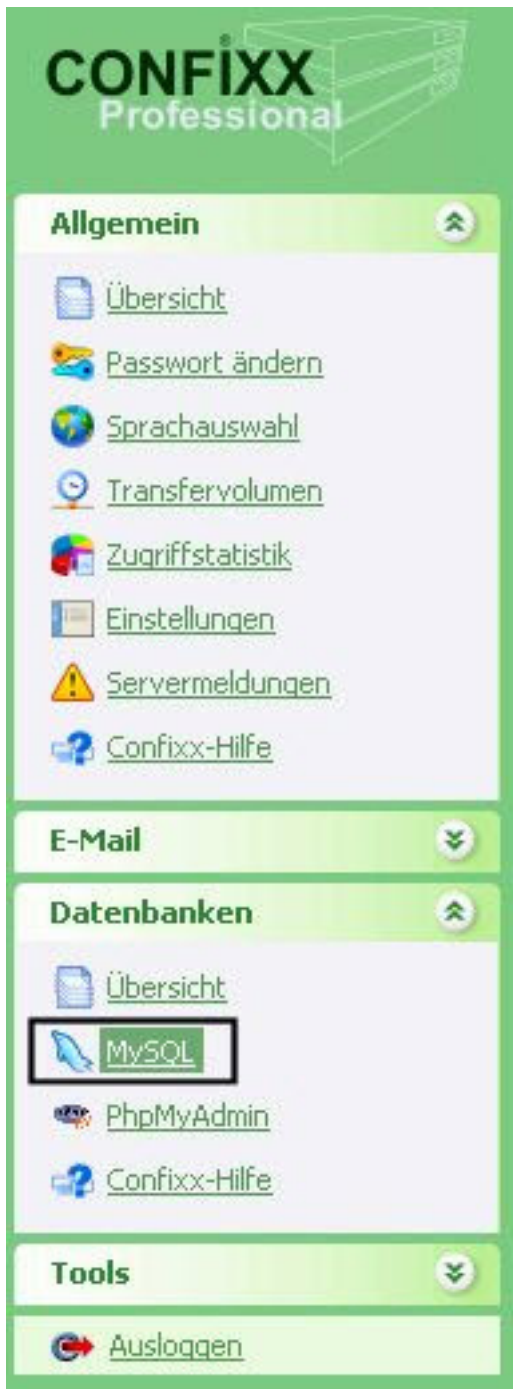 CONFIXX
Professional
Allgemein
Übersicht
Passwort ändern
Sprachauswahl
Transfervolumen
Zugriffstatistik
Einstellungen
Servermeldungen
Confixx-Hilfe
E-Mail
Datenbanken
Übersicht
MySQL
PhpMyAdmin
Confixx-Hilfe
Tools
Ausloggen